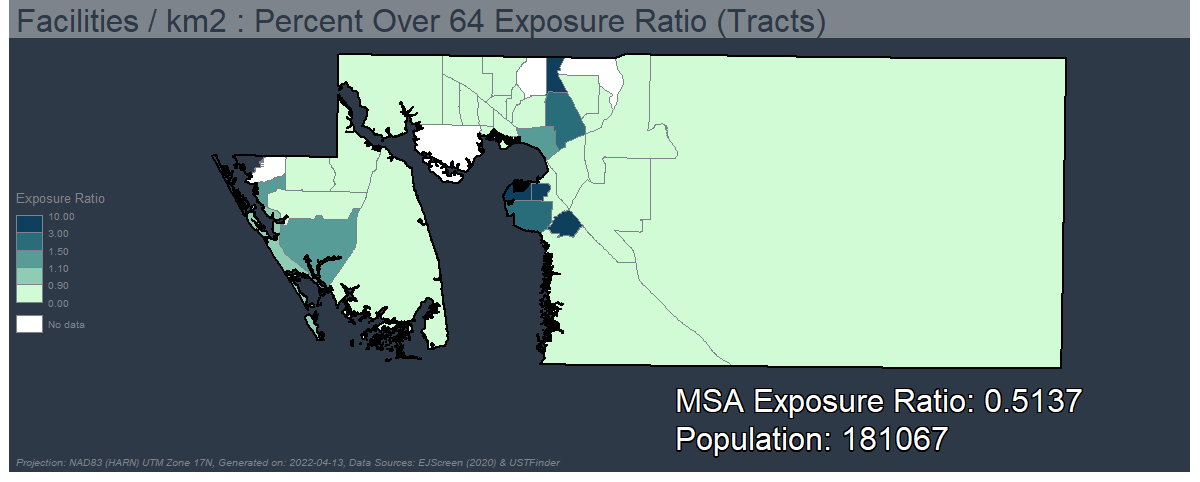 Facilities / km2 : Percent Over 64 Exposure Ratio (Tracts)
Exposure Ratio
10.00
3.00
1.50
1.10
0.90
0.00
No data
MSA Exposure Ratio: 0.5137
Population: 181067
Projection: NAD83 (HARN) UTM Zone 17N, Generated on: 2022-04-13, Data Sources: EJScreen (2020) & USTFinder